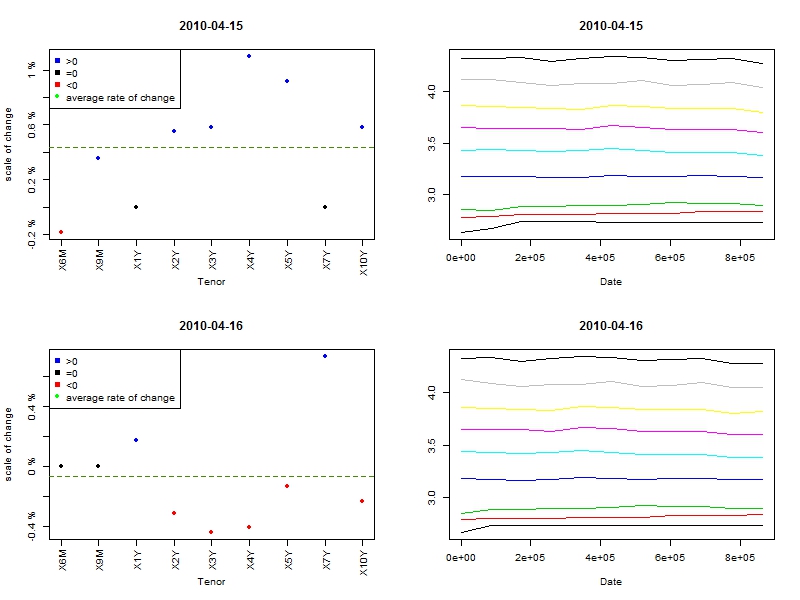 2010-04-15
scale of change
1 %
0.6 %
0.2 %
-0.2 %
>0
=0
<0
average rate of change
X6M X9M X1Y X2Y X3Y X4Y X5Y X7Y X10Y
Tenor
2010-04-15
4.0
3.5
3.0
0e+00 2e+05 4e+05 6e+05 8e+05
Date
2010-04-16
scale of change
0.4 %
0 %
-0.4 %
>0
=0
<0
average rate of change
X6M X9M X1Y X2Y X3Y X4Y X5Y X7Y X10Y
Tenor
2010-04-16
4.0
3.5
3.0
0e+00 2e+05 4e+05 6e+05 8e+05
Date